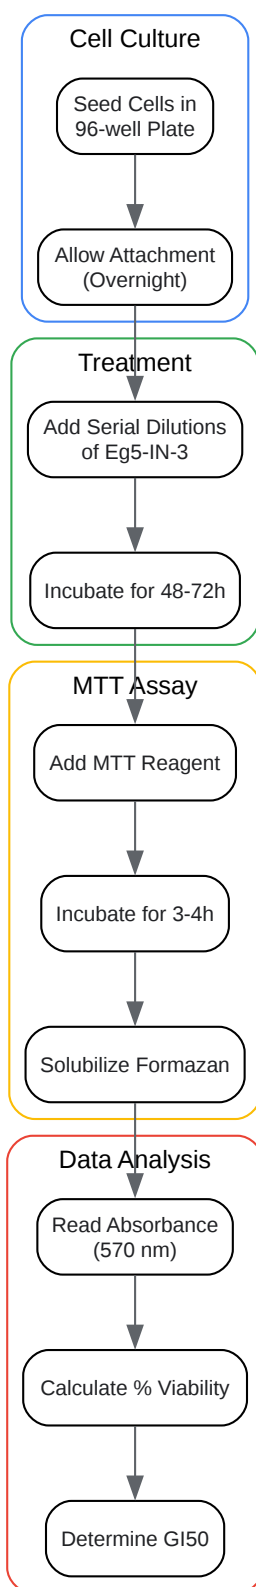 Cell Culture
Seed Cells in
96-well Plate
Allow Attachment
(Overnight)
Treatment
Add Serial Dilutions
of Eg5-IN-3
Incubate for 48-72h
MTT Assay
Add MTT Reagent
Incubate for 3-4h
Solubilize Formazan
Data Analysis
Read Absorbance
(570 nm)
Calculate % Viability
Determine GI50